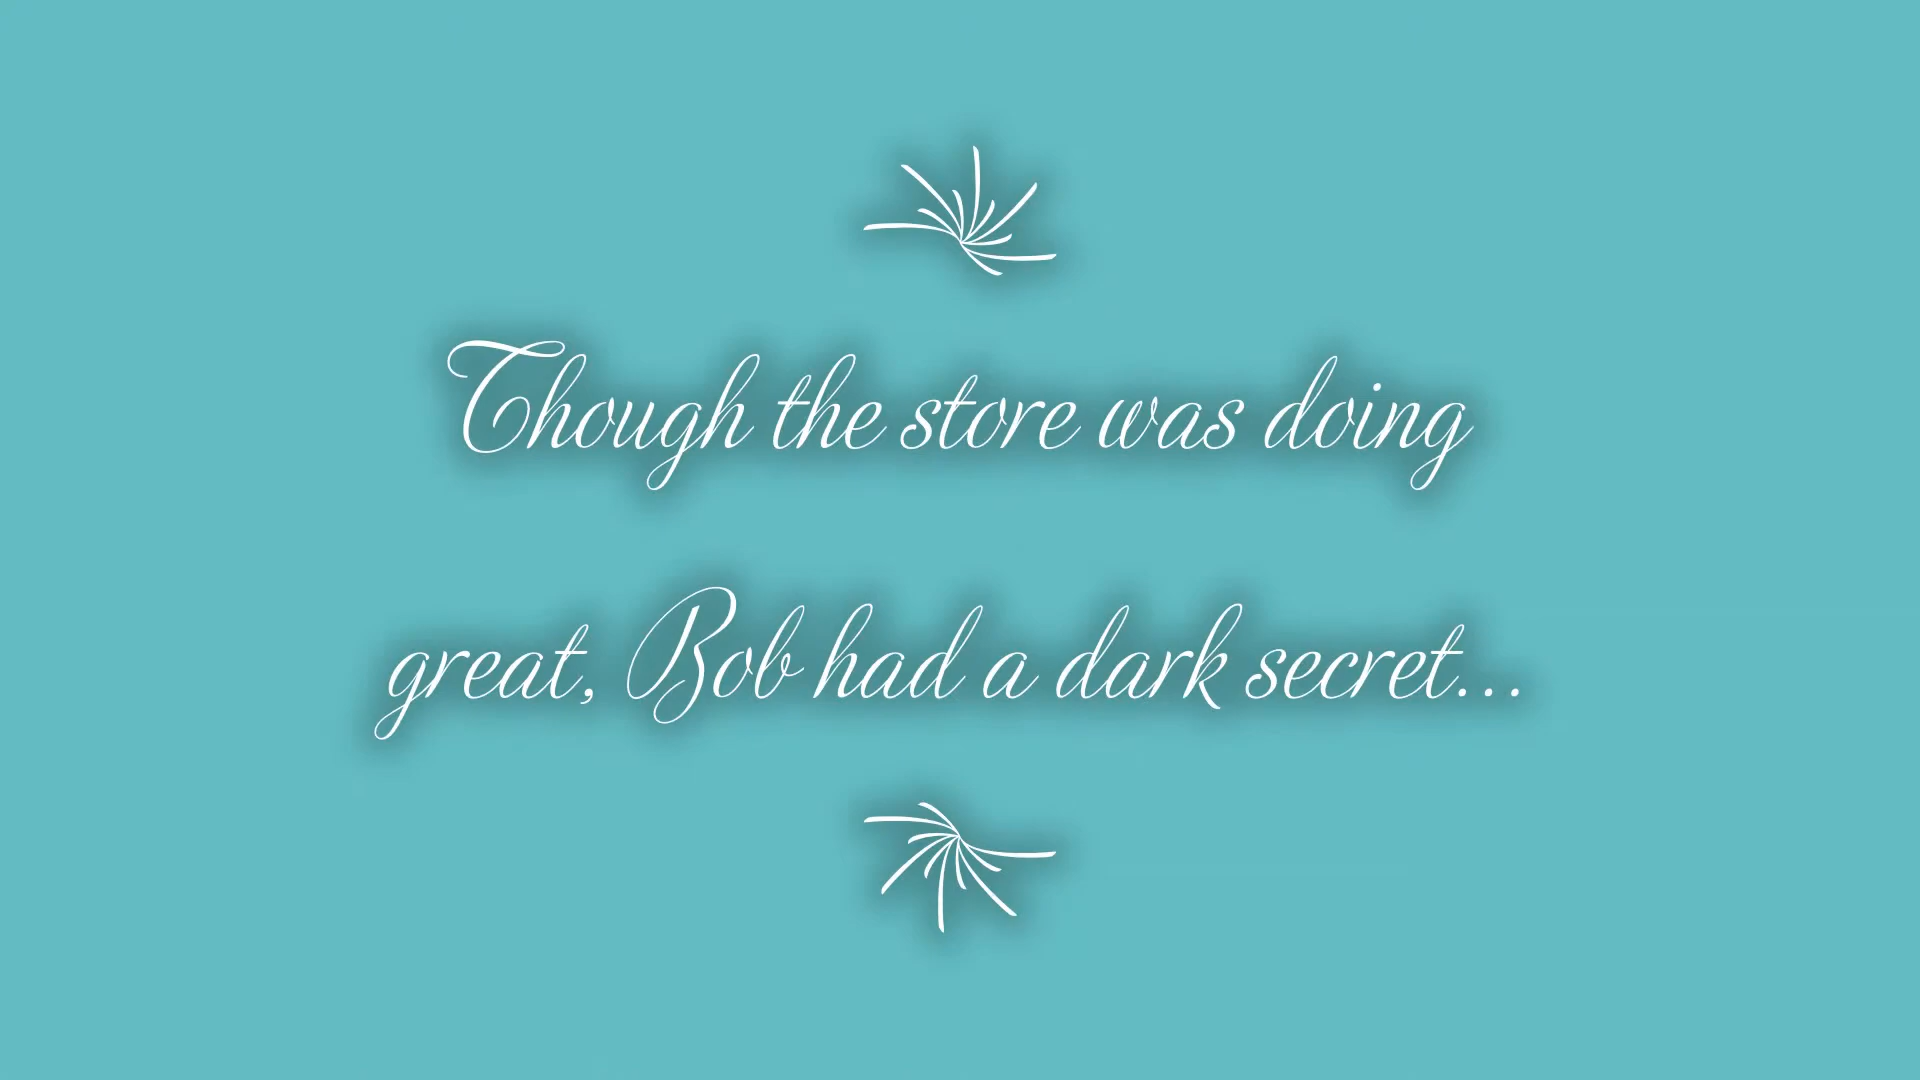 Though the store was doing
great, Bob had a dark secret...